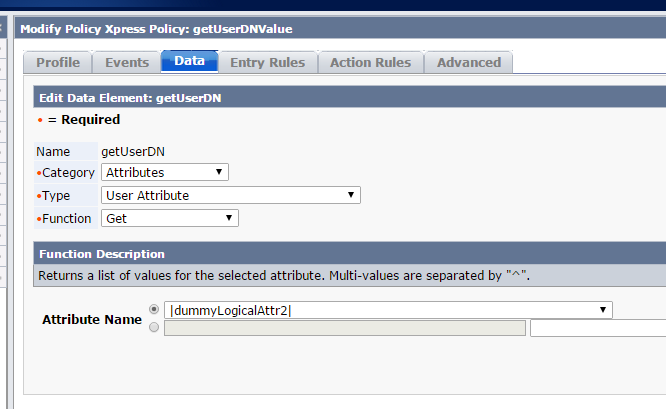 Modify Policy Xpress Policy: getUserDNValue
Profile Events Data Entry Rules Action Rules Advanced
Edit Data Element: getUserDN
• = Required
Name getUserDN
•Category Attributes
•Type User Attribute
•Function Get
Function Description
Returns a list of values for the selected attribute. Multi-values are separated by "^".
Attribute Name |dummyLogicalAttr2|